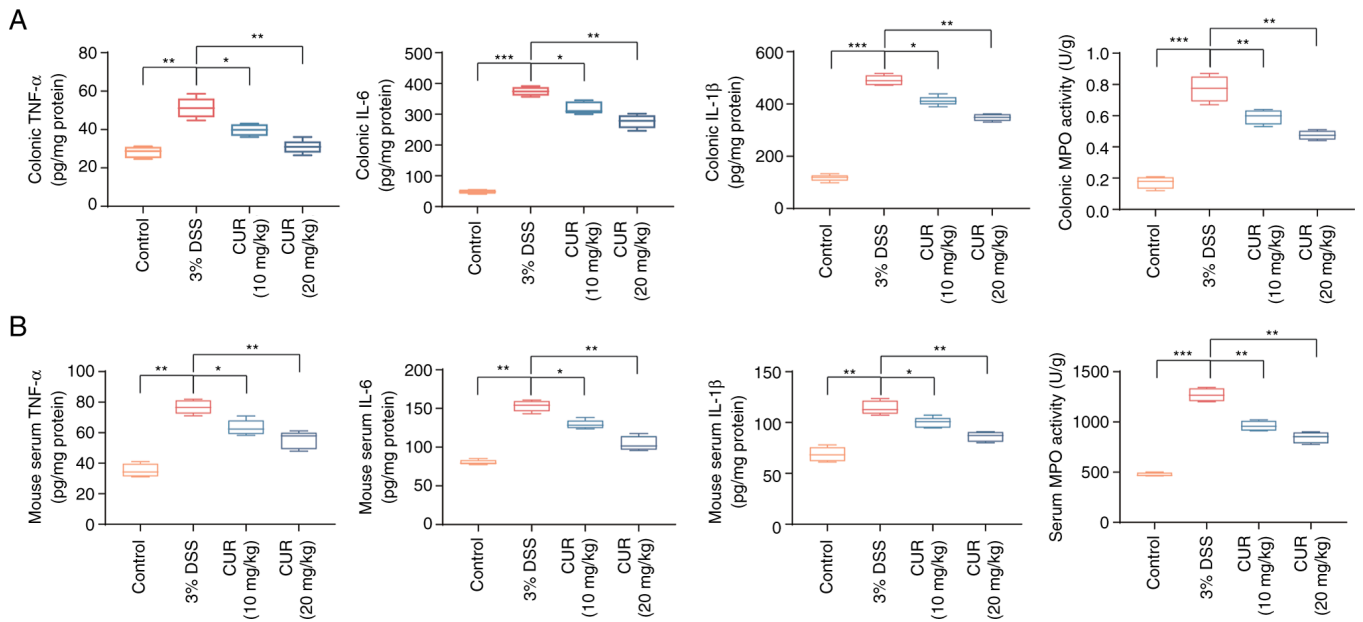 A
Colonic TNF-α
(pg/mg protein)
80
60
40
20
0
**
*
**
Control
3% DSS
CUR
(10 mg/kg)
CUR
(20 mg/kg)
Colonic IL-6
(pg/mg protein)
500
400
300
200
100
0
***
*
**
Control
3% DSS
CUR
(10 mg/kg)
CUR
(20 mg/kg)
Colonic IL-1β
(pg/mg protein)
600
400
200
0
***
*
**
Control
3% DSS
CUR
(10 mg/kg)
CUR
(20 mg/kg)
Colonic MPO activity (U/g)
1.0
0.8
0.6
0.4
0.2
0.0
***
**
**
Control
3% DSS
CUR
(10 mg/kg)
CUR
(20 mg/kg)
B
Mouse serum TNF-α
(pg/mg protein)
100
80
60
40
20
0
**
*
**
Control
3% DSS
CUR
(10 mg/kg)
CUR
(20 mg/kg)
Mouse serum IL-6
(pg/mg protein)
200
150
100
50
0
**
*
**
Control
3% DSS
CUR
(10 mg/kg)
CUR
(20 mg/kg)
Mouse serum IL-1β
(pg/mg protein)
150
100
50
0
**
*
**
Control
3% DSS
CUR
(10 mg/kg)
CUR
(20 mg/kg)
Serum MPO activity (U/g)
1500
1000
500
0
***
**
**
Control
3% DSS
CUR
(10 mg/kg)
CUR
(20 mg/kg)